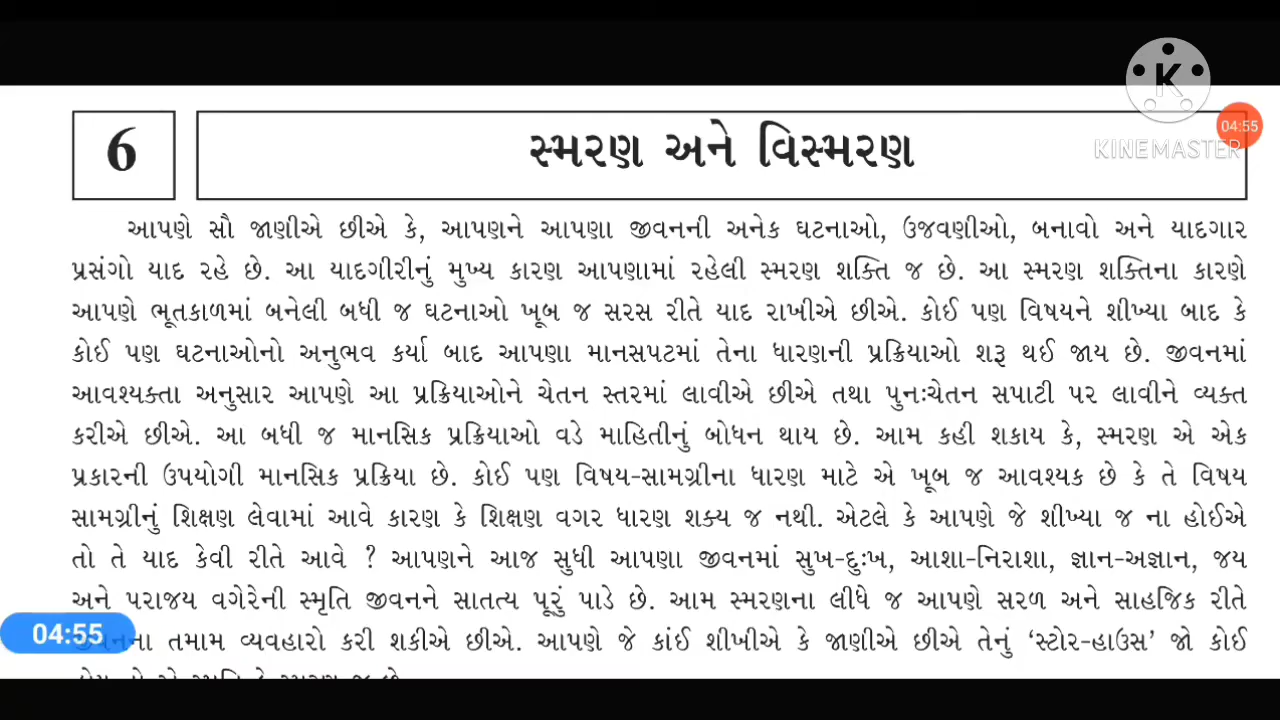 K
KINEMASTER
04:55
6
સ્મરણ અને વિસ્મરણ
આપણે સૌ જાણીએ છીએ કે, આપણને આપણા જીવનની અનેક ઘટનાઓ, ઉજવણીઓ, બનાવો અને યાદગાર
પ્રસંગો યાદ રહે છે. આ યાદગીરીનું મુખ્ય કારણ આપણામાં રહેલી સ્મરણ શક્તિ જ છે. આ સ્મરણ શક્તિના કારણે
આપણે ભૂતકાળમાં બનેલી બધી જ ઘટનાઓ ખૂબ જ સરસ રીતે યાદ રાખીએ છીએ. કોઈ પણ વિષયને શીખ્યા બાદ કે
કોઈ પણ ઘટનાઓનો અનુભવ કર્યા બાદ આપણા માનસપટમાં તેના ધારણની પ્રક્રિયાઓ શરૂ થઈ જાય છે. જીવનમાં
આવશ્યક્તા અનુસાર આપણે આ પ્રક્રિયાઓને ચેતન સ્તરમાં લાવીએ છીએ તથા પુનઃચેતન સપાટી પર લાવીને વ્યક્ત
કરીએ છીએ. આ બધી જ માનસિક પ્રક્રિયાઓ વડે માહિતીનું બોધન થાય છે. આમ કહી શકાય કે, સ્મરણ એ એક
પ્રકારની ઉપયોગી માનસિક પ્રક્રિયા છે. કોઈ પણ વિષય-સામગ્રીના ધારણ માટે એ ખૂબ જ આવશ્યક છે કે તે વિષય
સામગ્રીનું શિક્ષણ લેવામાં આવે કારણ કે શિક્ષણ વગર ધારણ શક્ય જ નથી. એટલે કે આપણે જે શીખ્યા જ ના હોઈએ
તો તે યાદ કેવી રીતે આવે ? આપણને આજ સુધી આપણા જીવનમાં સુખ-દુઃખ, આશા-નિરાશા, જ્ઞાન-અજ્ઞાન, જય
અને પરાજય વગેરેની સ્મૃતિ જીવનને સાતત્ય પૂરું પાડે છે. આમ સ્મરણના લીધે જ આપણે સરળ અને સાહજિક રીતે
04:55
તમામ વ્યવહારો કરી શકીએ છીએ. આપણે જે કાંઈ શીખીએ કે જાણીએ છીએ તેનું ‘સ્ટોર-હાઉસ’ જો કોઈ